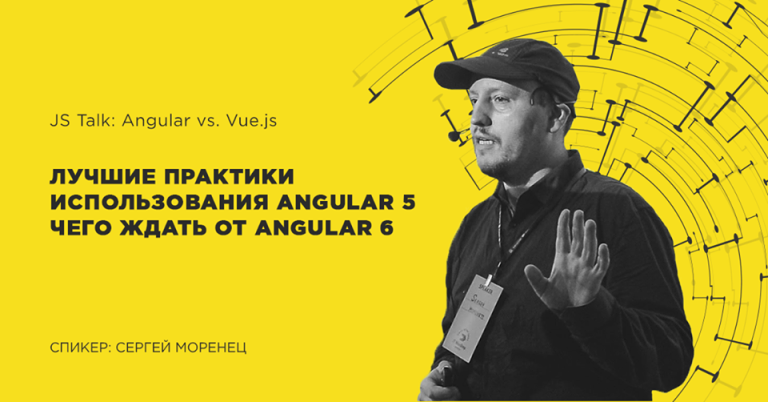 JS Talk: Angular vs. Vue.js
ЛУЧШИЕ ПРАКТИКИ
ИСПОЛЬЗОВАНИЯ ANGULAR 5
ЧЕГО ЖДАТЬ ОТ ANGULAR 6
СПИКЕР: СЕРГЕЙ МОРЕНЕЦ